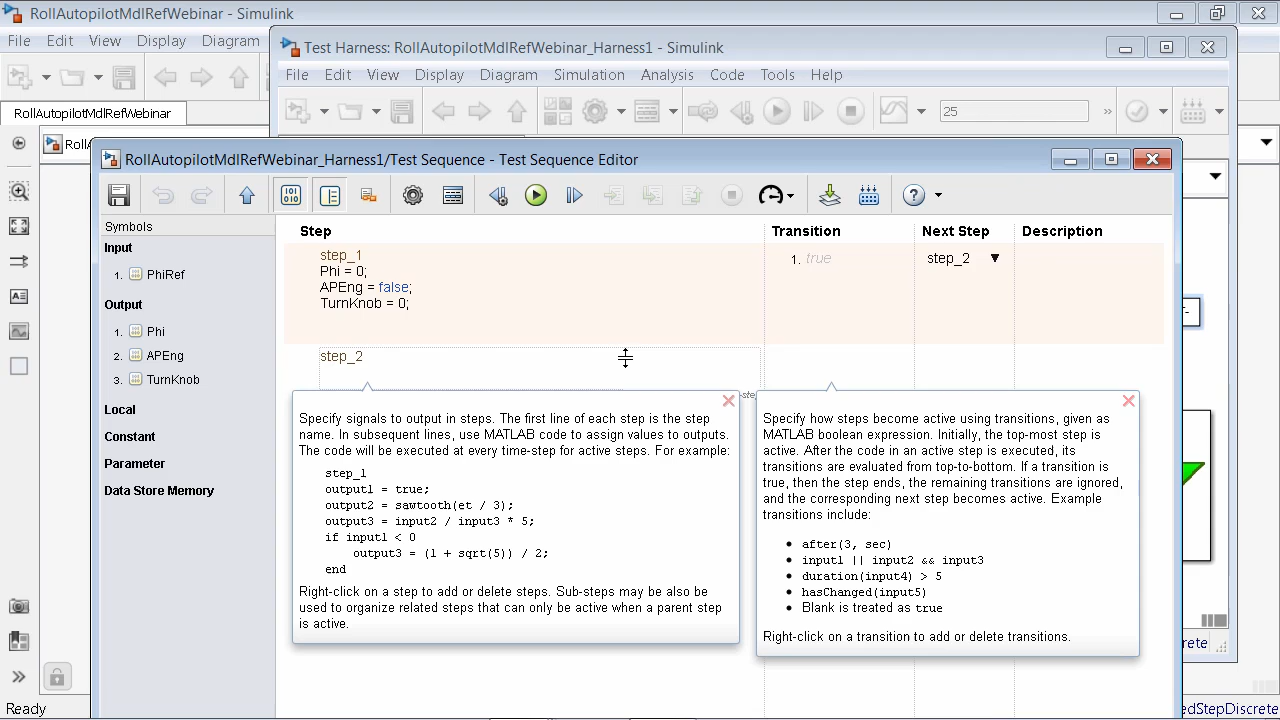 RollAutopilotMdlRefWebinar - Simulink
File Edit View Display Diagram
Test Harness: RollAutopilotMdlRefWebinar_Harness1 - Simulink
File Edit View Display Diagram Simulation Analysis Code Tools Help
25
RollAutopilotMdlRefWebinar
RollAutopilotMdlRefWebinar_Harness1/Test Sequence - Test Sequence Editor
Symbols
Input
1. PhiRef
Output
1. Phi
2. APEng
3. TurnKnob
Local
Constant
Parameter
Data Store Memory
Step Transition Next Step Description
step_1
Phi = 0;
APEng = false;
TurnKnob = 0;
1. true
step_2
step_2
Specify signals to output in steps. The first line of each step is the step
name. In subsequent lines, use MATLAB code to assign values to outputs.
The code will be executed at every time-step for active steps. For example:
step_1
output1 = true;
output2 = sawtooth(et / 3);
output3 = input2 / input3 * 5;
if input1 < 0
output3 = (1 + sqrt(5)) / 2;
end
Right-click on a step to add or delete steps. Sub-steps may also be
used to organize related steps that can only be active when a parent step
is active.
Specify how steps become active using transitions, given as
MATLAB boolean expression. Initially, the top-most step is
active. After the code in an active step is executed, its
transitions are evaluated from top-to-bottom. If a transition is
true, then the step ends, the remaining transitions are ignored,
and the corresponding next step becomes active. Example
transitions include:
• after(3, sec)
• input1 || input2 && input3
• duration(input4) > 5
• hasChanged(input5)
• Blank is treated as true
Right-click on a transition to add or delete transitions.
Ready